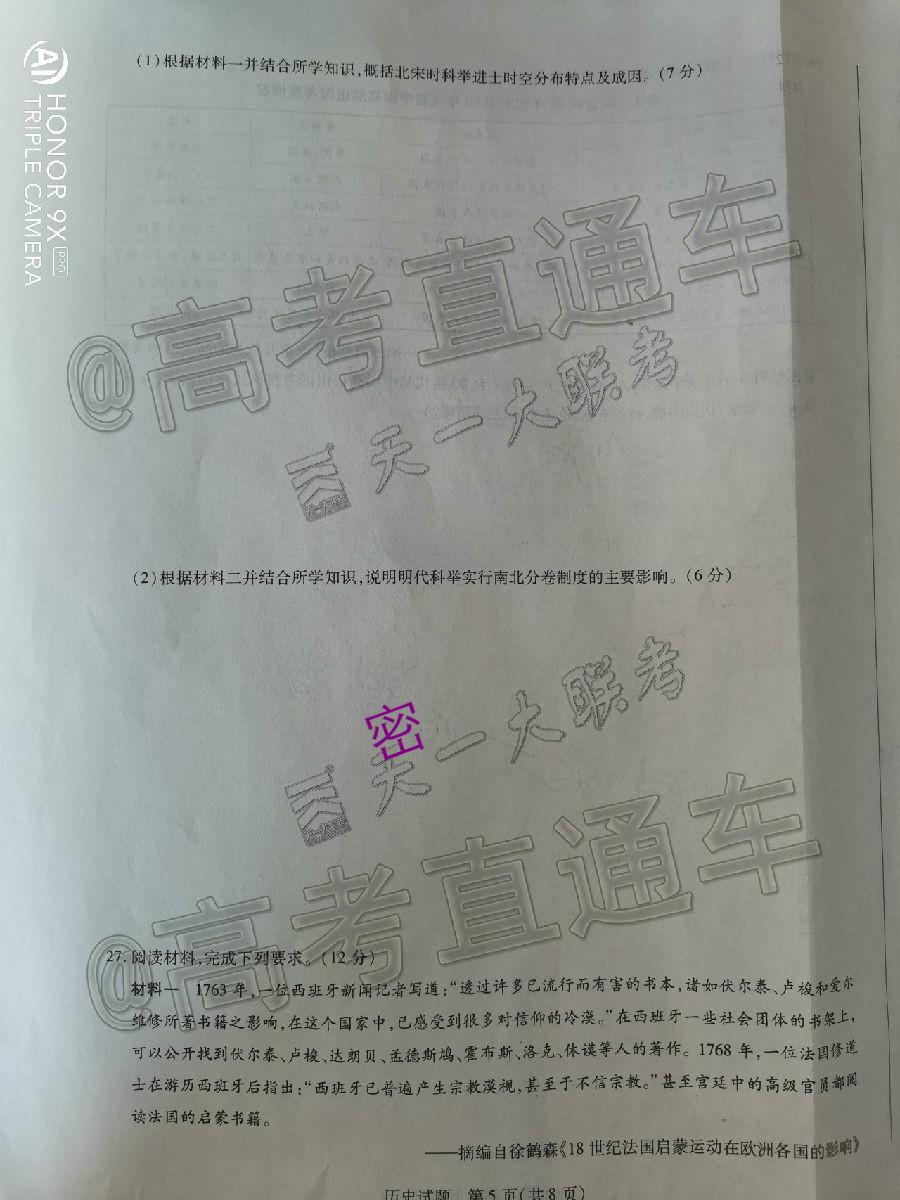 (1)根据材料一并结合所学知识,概括北宋时科举进士时空分布特点及成因。(7 分)
@高考直通车
天一大联考
(2)根据材料二并结合所学知识,说明明代科举实行南北分卷制度的主要影响。(6 分)
密
天一大联考
@高考直通车
27. 阅读材料,完成下列要求。(12 分)
材料一 1763 年,一位西班牙新闻记者写道:“透过许多已流行而有害的书本,诸如伏尔泰、卢梭和爱尔
维修所著书籍之影响,在这个国家中,已感受到很多对信仰的冷漠。”在西班牙一些社会团体的书架上,
可以公开找到伏尔泰、卢梭、达朗贝、孟德斯鸠、霍布斯、洛克、休谟等人的著作。1768 年,一位法国修道
士在游历西班牙后指出:“西班牙已普遍产生宗教漠视,甚至于不信宗教。”甚至宫廷中的高级官员都阅
读法国的启蒙书籍。
——摘编自徐鹤森《18 世纪法国启蒙运动在欧洲各国的影响》
历史试题 第 5 页(共 8 页)
HONOR 9X PRO
AI TRIPLE CAMERA